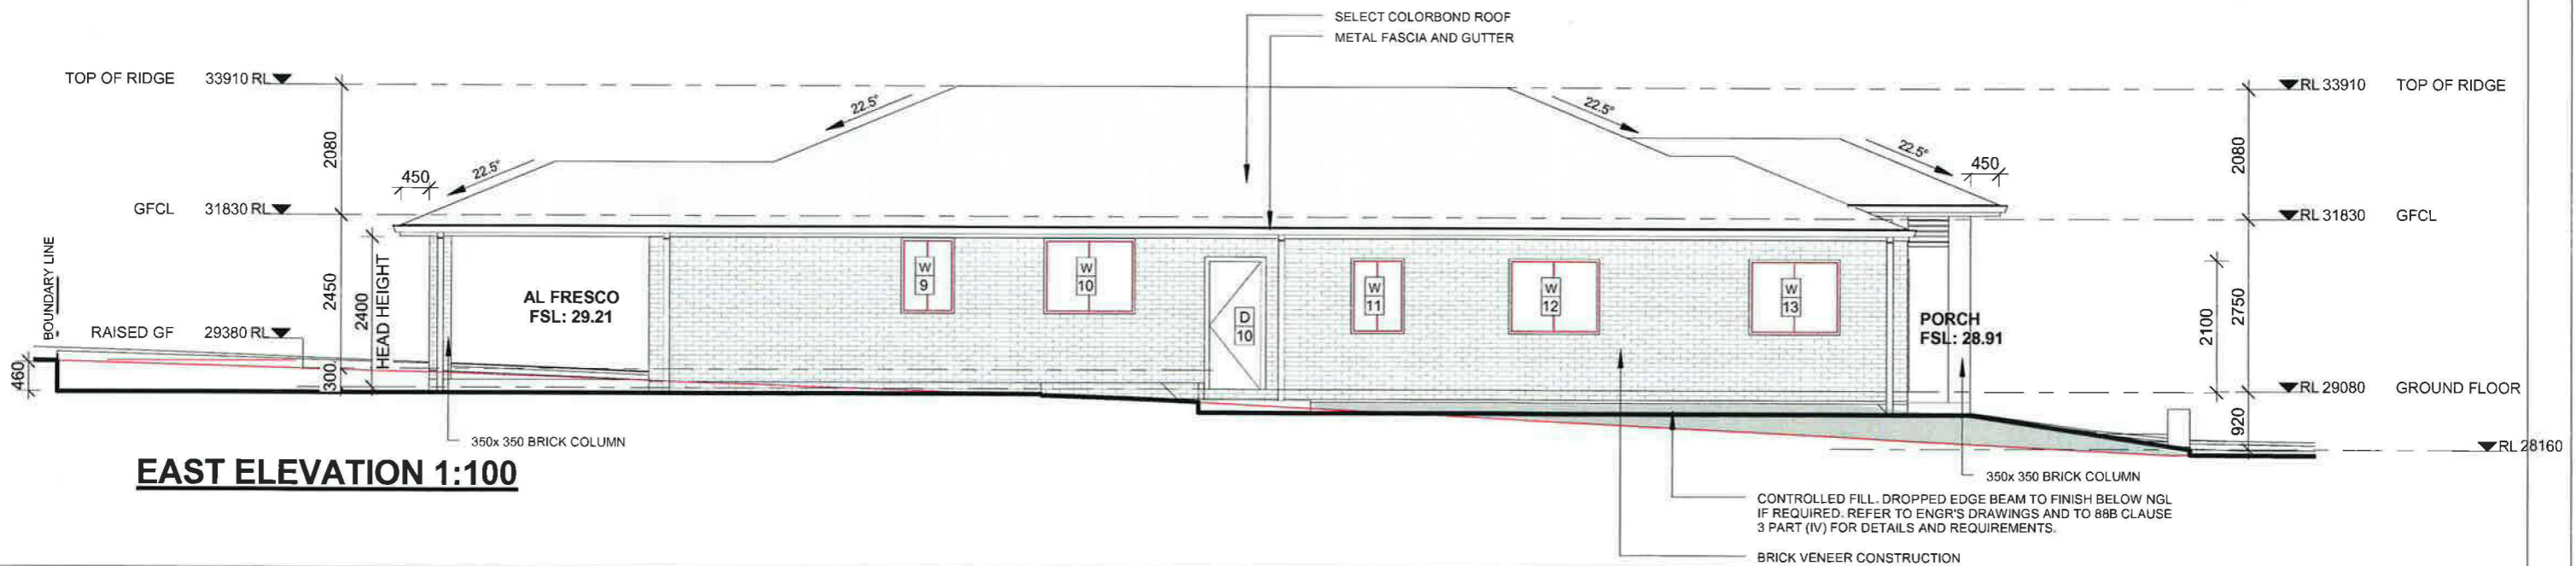 SELECT COLORBOND ROOF
METAL FASCIA AND GUTTER
TOP OF RIDGE 33910 RL
RL 33910 TOP OF RIDGE
22.5°
22.5°
2080
2080
22.5°
22.5°
450
450
GFCL 31830 RL
RL 31830 GFCL
BOUNDARY LINE
2450
2400
HEAD HEIGHT
AL FRESCO
FSL: 29.21
W
9
W
10
D
10
W
11
W
12
W
13
PORCH
FSL: 28.91
2100
2750
RAISED GF 29380 RL
460
300
RL 29080 GROUND FLOOR
920
RL 28160
350x 350 BRICK COLUMN
350x 350 BRICK COLUMN
EAST ELEVATION 1:100
CONTROLLED FILL. DROPPED EDGE BEAM TO FINISH BELOW NGL
IF REQUIRED. REFER TO ENGR'S DRAWINGS AND TO 88B CLAUSE
3 PART (IV) FOR DETAILS AND REQUIREMENTS.
BRICK VENEER CONSTRUCTION